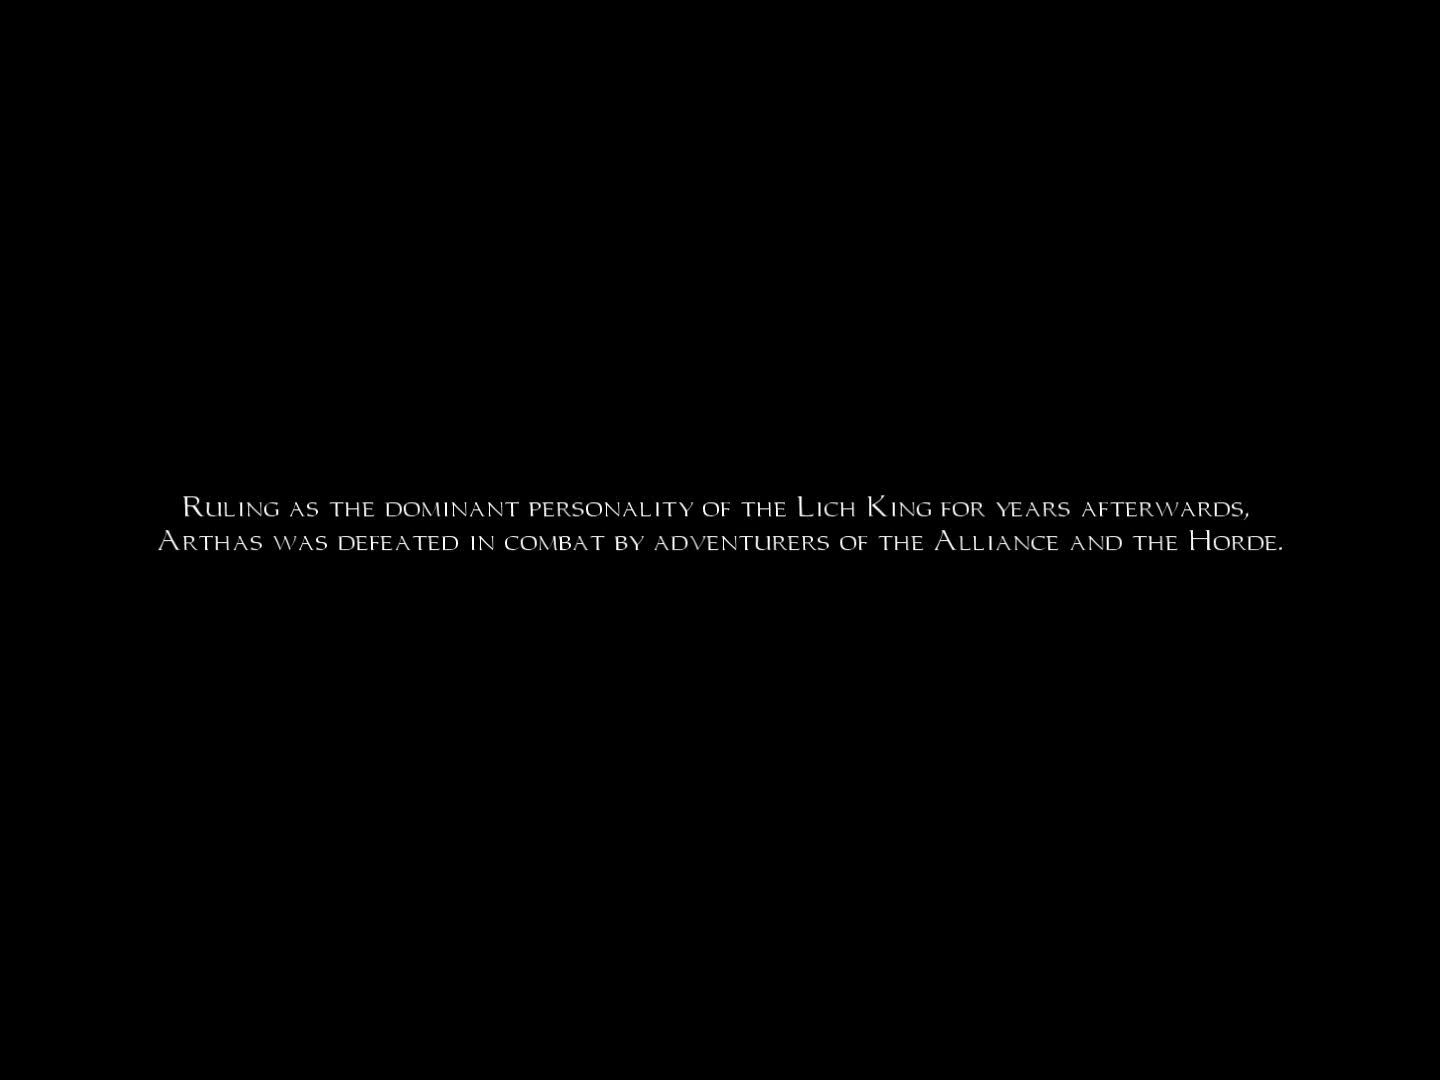 Ruling as the dominant personality of the Lich King for years afterwards,
Arthas was defeated in combat by adventurers of the Alliance and the Horde.